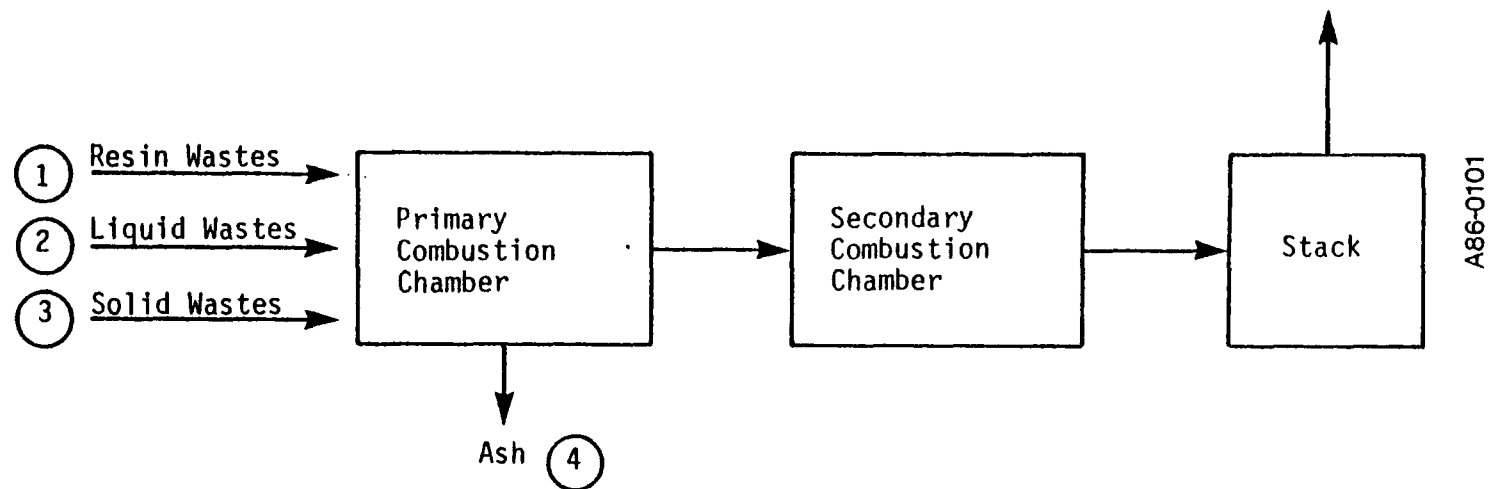 1 Resin Wastes
2 Liquid Wastes
3 Solid Wastes
Primary
Combustion
Chamber
Ash 4
Secondary
Combustion
Chamber
Stack
A86-0101